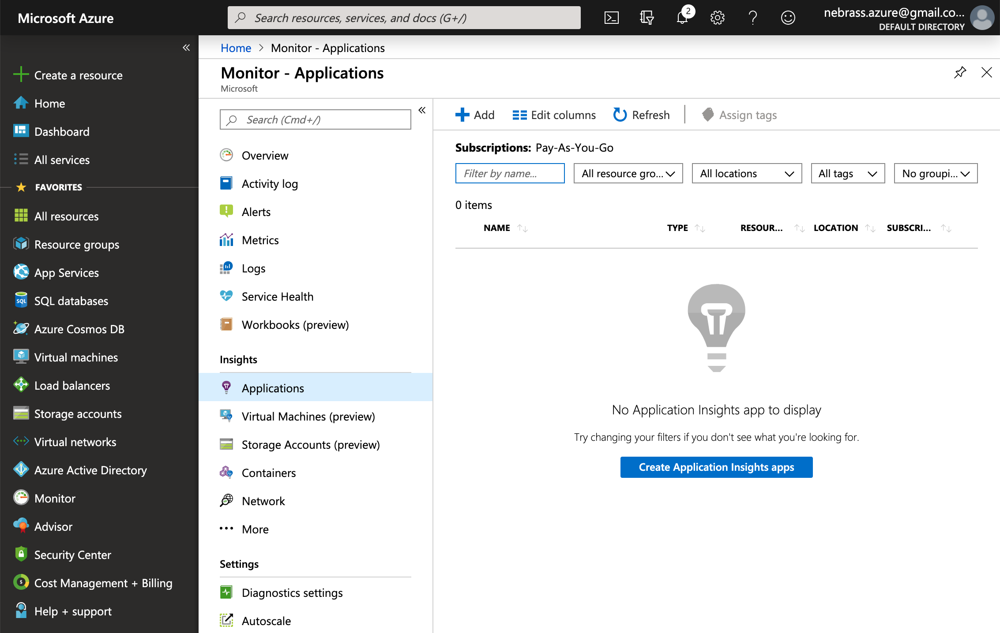 Microsoft Azure
Search resources, services, and docs (G+/)
2
nebrass.azure@gmail.co...
DEFAULT DIRECTORY
Create a resource
Home
Dashboard
All services
FAVORITES
All resources
Resource groups
App Services
SQL
SQL databases
Azure Cosmos DB
Virtual machines
Load balancers
Storage accounts
Virtual networks
Azure Active Directory
Monitor
Advisor
Security Center
Cost Management + Billing
Help + support
Home > Monitor - Applications
Monitor - Applications
Microsoft
Search (Cmd+/)
Overview
Activity log
Alerts
Metrics
Logs
Service Health
Workbooks (preview)
Insights
Applications
Virtual Machines (preview)
Storage Accounts (preview)
Containers
Network
More
Settings
Diagnostics settings
Autoscale
Add Edit columns Refresh Assign tags
Subscriptions: Pay-As-You-Go
Filter by name... All resource gro... All locations All tags No groupi...
0 items
NAME TYPE RESOUR... LOCATION SUBSCRI...
No Application Insights app to display
Try changing your filters if you don't see what you're looking for.
Create Application Insights apps